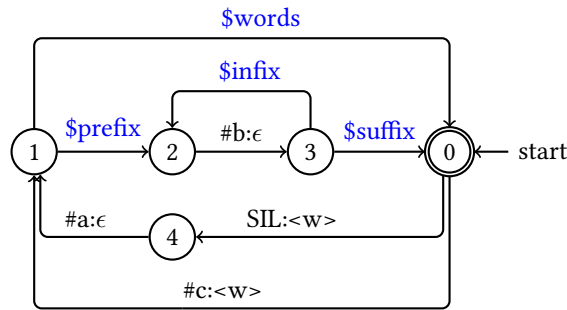 $words
$infix
$prefix #b:ϵ $suffix
1 2 3 0 start
#a:ϵ SIL:<w>
4
#c:<w>